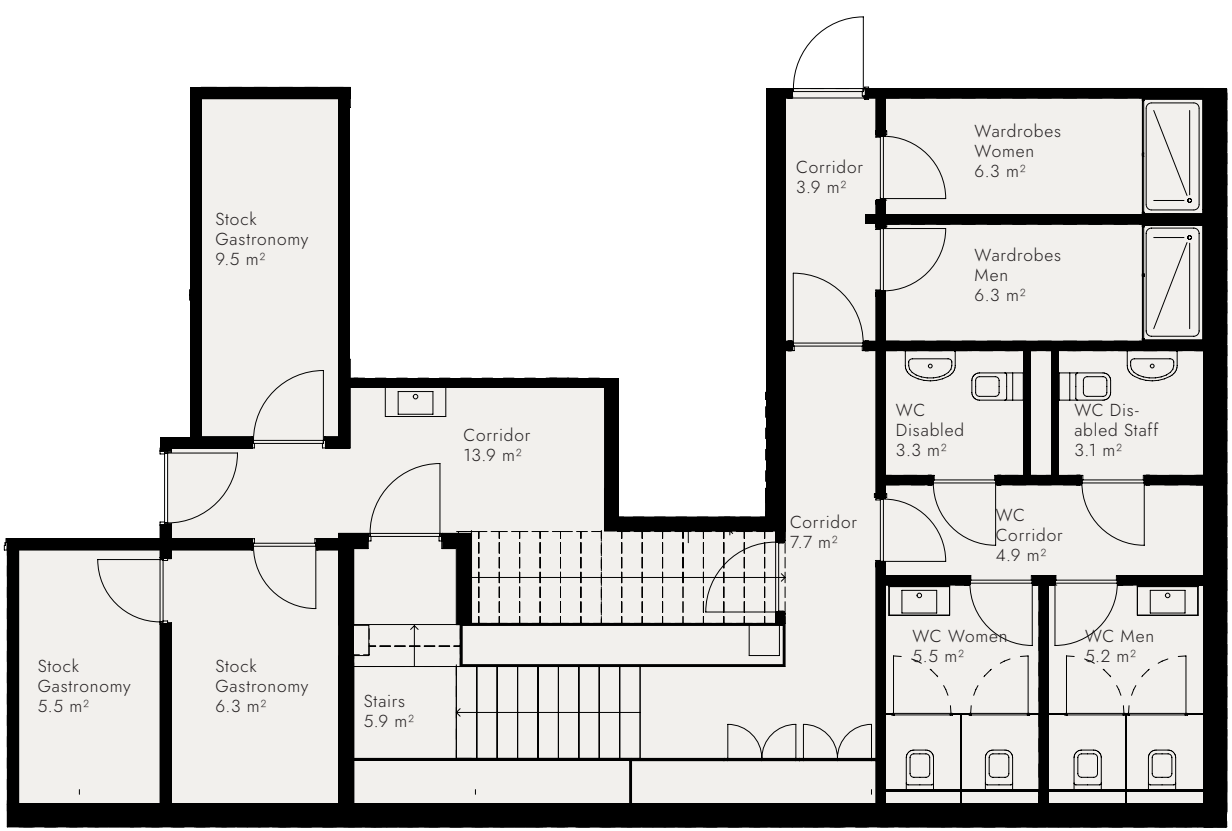 Wardrobes
Women
6.3 m²
Corridor
3.9 m²
Stock
Gastronomy
9.5 m²
Wardrobes
Men
6.3 m²
WC
Disabled
3.3 m²
WC Dis-
abled Staff
3.1 m²
Corridor
13.9 m²
Corridor
7.7 m²
WC
Corridor
4.9 m²
WC Women
5.5 m²
WC Men
5.2 m²
Stock
Gastronomy
5.5 m²
Stock
Gastronomy
6.3 m²
Stairs
5.9 m²